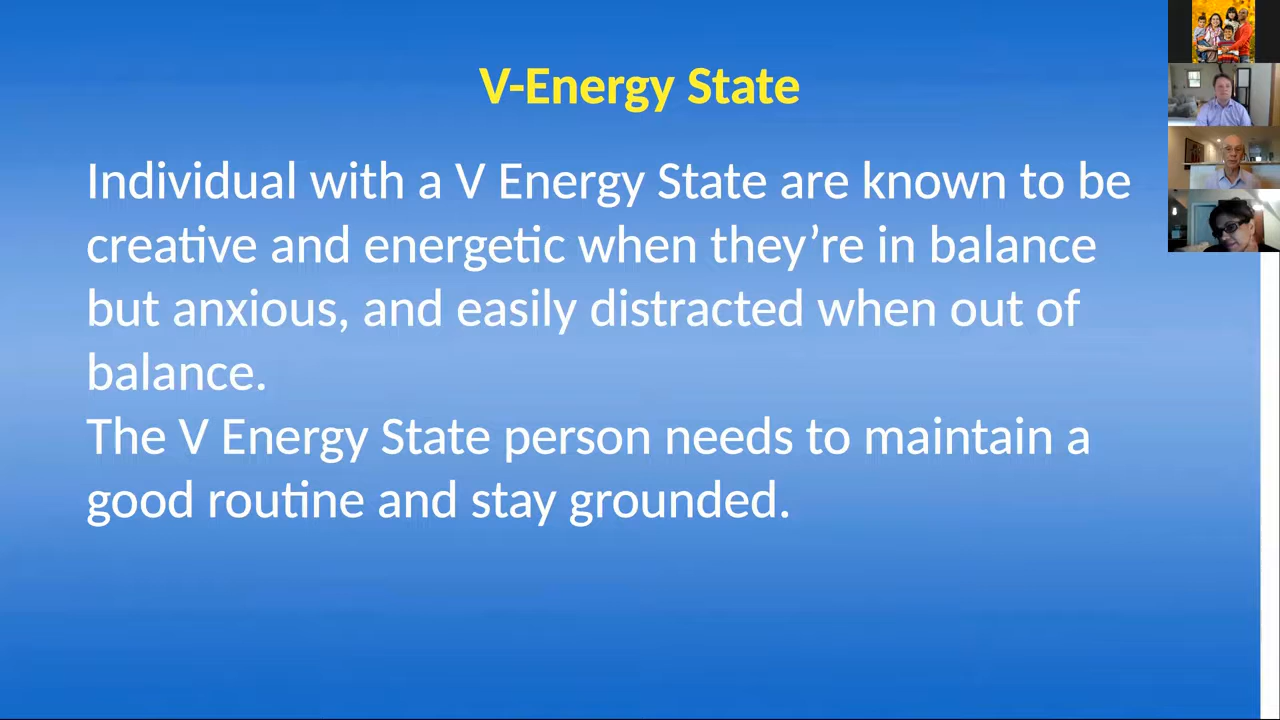 V-Energy State
Individual with a V Energy State are known to be
creative and energetic when they’re in balance
but anxious, and easily distracted when out of
balance.
The V Energy State person needs to maintain a
good routine and stay grounded.